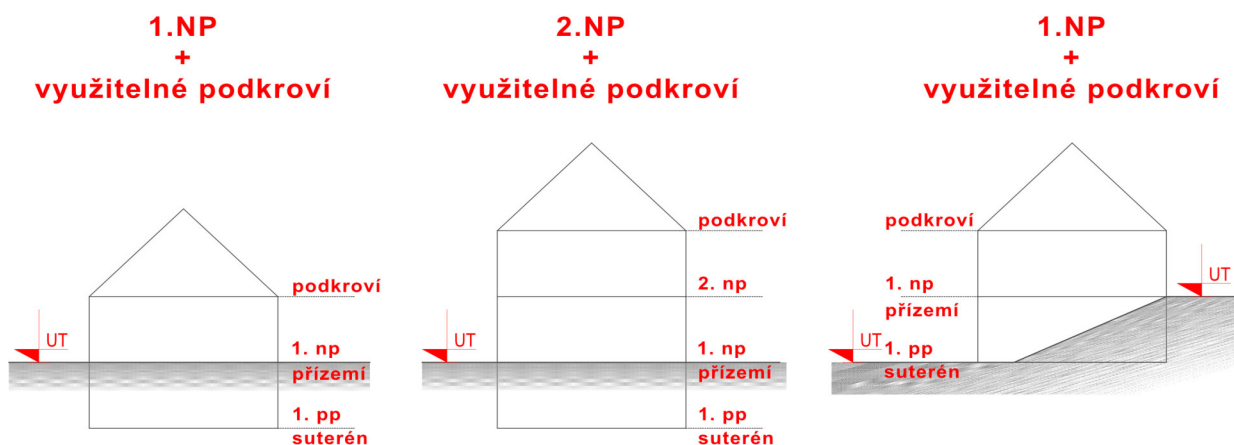 1.NP
+
využitelné podkroví
podkroví
UT
1. np
přízemí
1. pp
suterén
2.NP
+
využitelné podkroví
podkroví
2. np
UT
1. np
přízemí
1. pp
suterén
1.NP
+
využitelné podkroví
podkroví
UT
1. np
přízemí
UT
1. pp
suterén